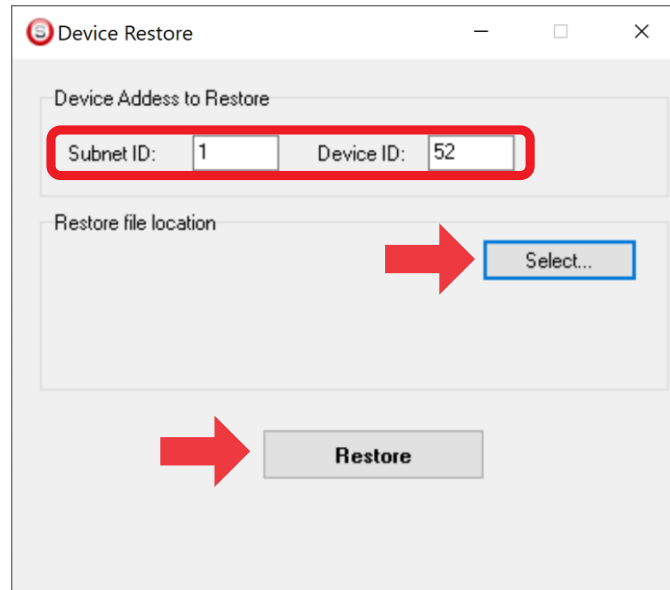 Device Restore
Device Addess to Restore
Subnet ID: 1 Device ID: 52
Restore file location
Select...
Restore